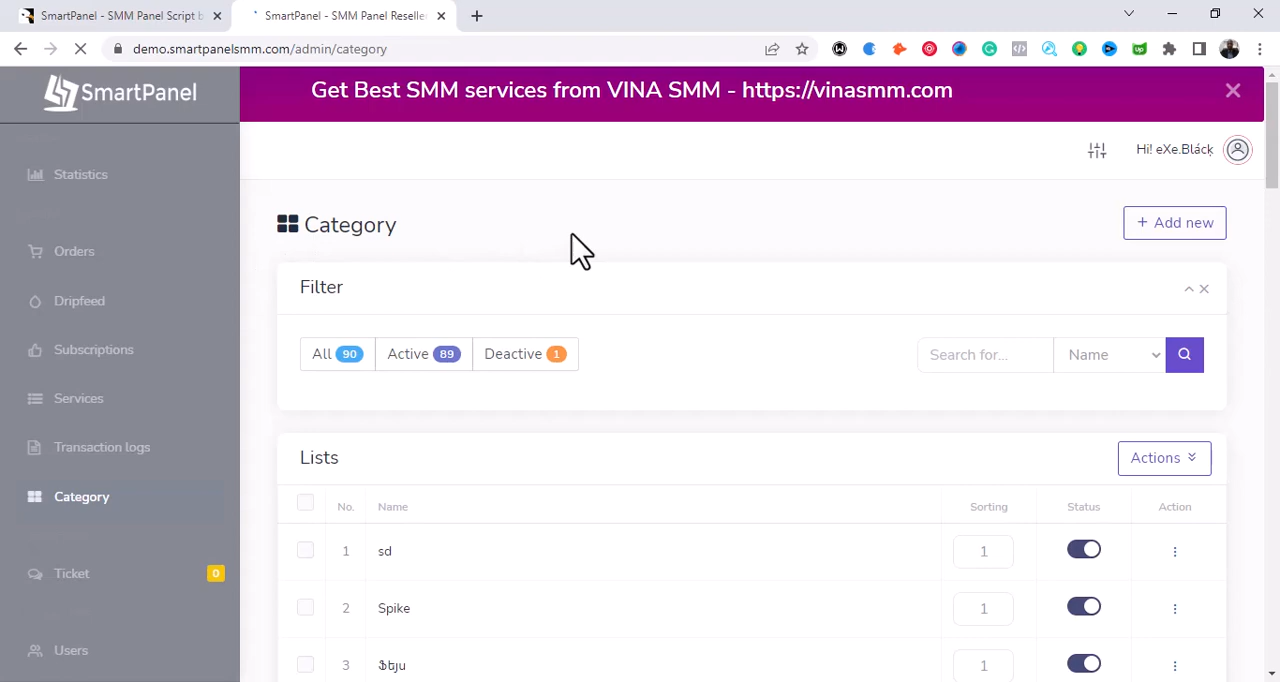 SmartPanel - SMM Panel Script b
SmartPanel - SMM Panel Reseller
demo.smartpanelsmm.com/admin/category
SmartPanel
Get Best SMM services from VINA SMM - https://vinasmm.com
Hi! eXe.Bláck
Statistics
Orders
Dripfeed
Subscriptions
Services
Transaction logs
Category
Ticket 0
Users
Category
+ Add new
Filter
All 90 Active 89 Deactive 1
Search for... Name
Lists
Actions
No. Name Sorting Status Action
1 sd 1
2 Spike 1
3 1